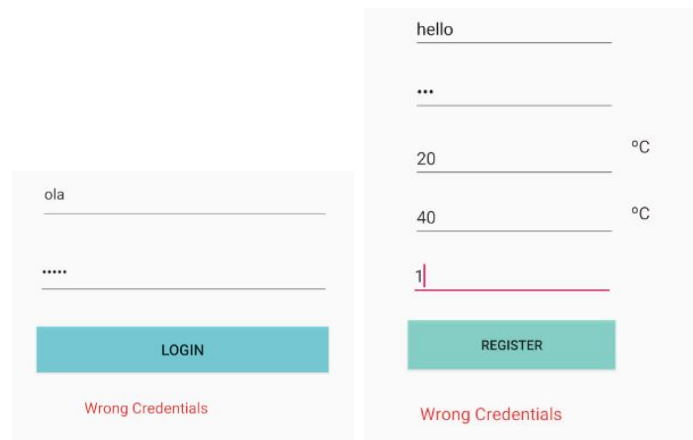 ola
•••••
LOGIN
Wrong Credentials
hello
•••
20 ºC
40 ºC
1
REGISTER
Wrong Credentials